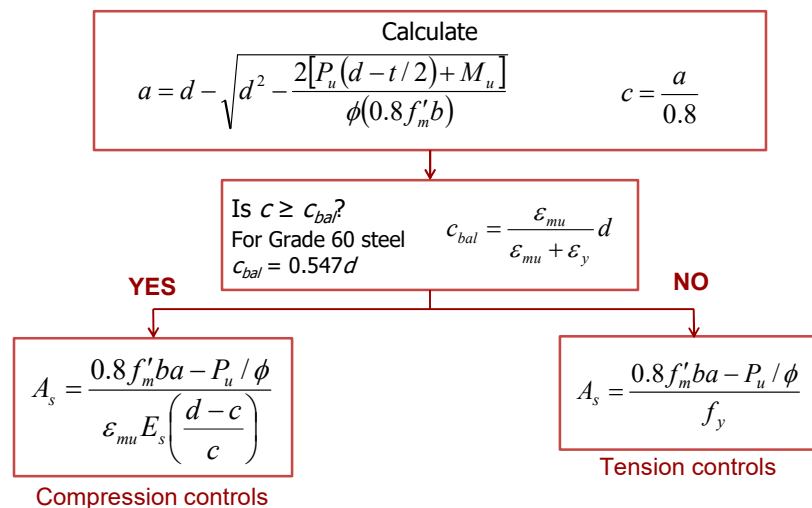 Calculate
a = d − √(d² − 2[P_u(d − t/2) + M_u] / ϕ(0.8f′_m b))    c = a / 0.8
Is c ≥ c_bal?
For Grade 60 steel
c_bal = 0.547d
c_bal = ε_mu / (ε_mu + ε_y) d
YES
NO
A_s = (0.8f′_m ba − P_u / ϕ) / (ε_mu E_s ((d − c) / c))
A_s = (0.8f′_m ba − P_u / ϕ) / f_y
Compression controls
Tension controls